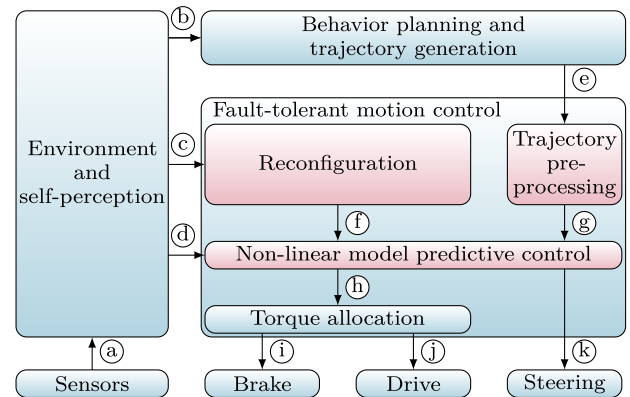 b
Behavior planning and
trajectory generation
e
Fault-tolerant motion control
Environment
and
self-perception
c
Reconfiguration
Trajectory
pre-
processing
f
g
d
Non-linear model predictive control
h
Torque allocation
a
i
j
k
Sensors
Brake
Drive
Steering